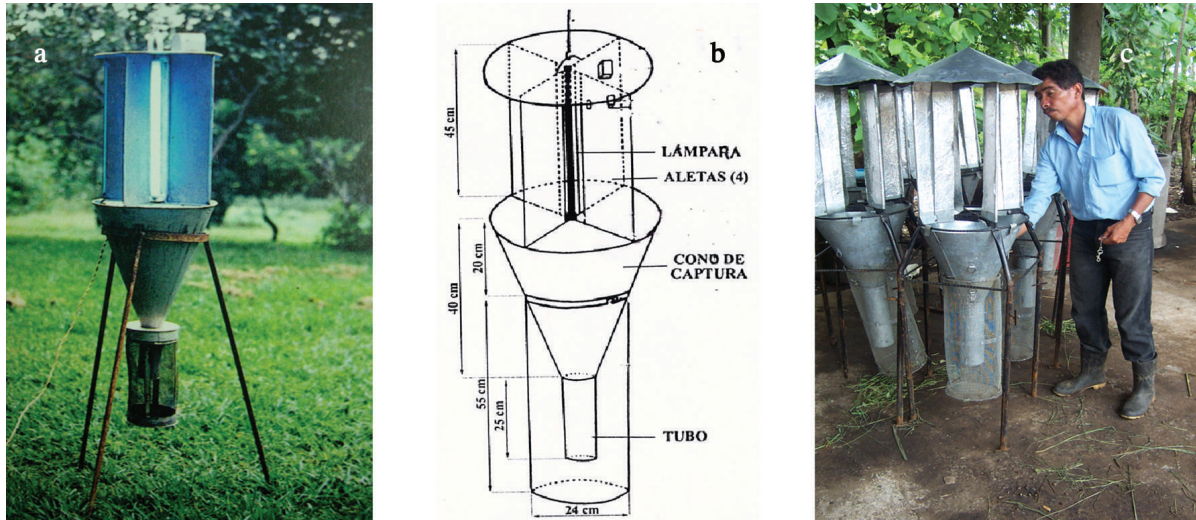 a
b
c
45 cm
LÁMPARA
ALETAS (4)
20 cm
CONO DE
CAPTURA
40 cm
55 cm
25 cm
TUBO
24 cm